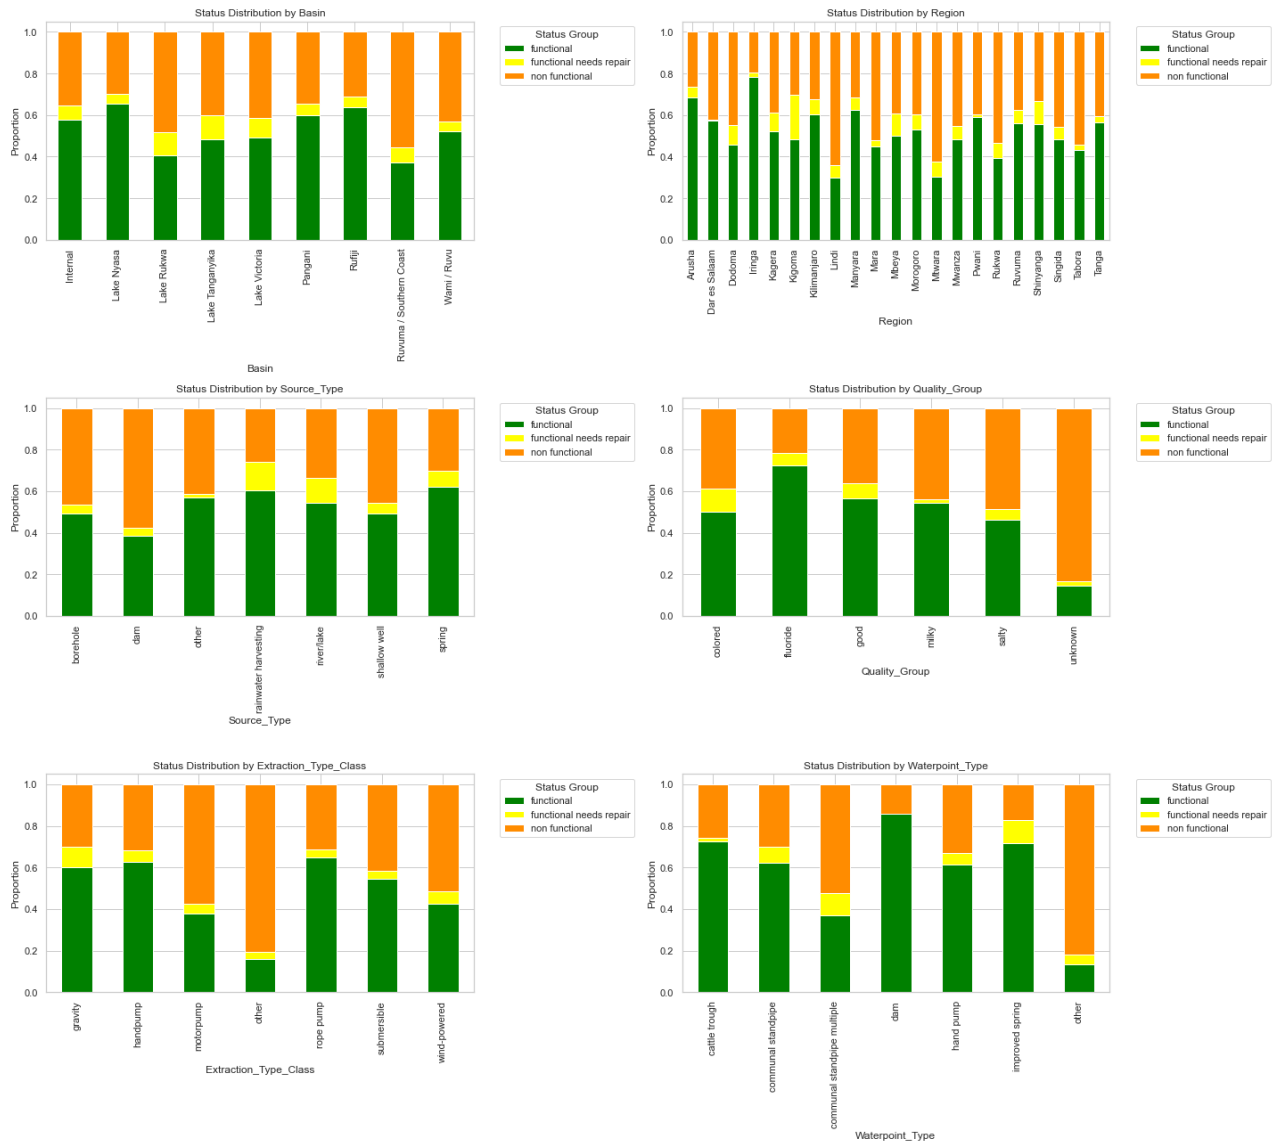 Status Distribution by Basin
Proportion
1.0
0.8
0.6
0.4
0.2
0.0
Internal
Lake Nyasa
Lake Rukwa
Lake Tanganyika
Lake Victoria
Pangani
Rufiji
Ruvuma / Southern Coast
Wami / Ruvu
Basin
Status Group
functional
functional needs repair
non functional
Status Distribution by Region
Proportion
1.0
0.8
0.6
0.4
0.2
0.0
Arusha
Dar es Salaam
Dodoma
Iringa
Kagera
Kigoma
Kilimanjaro
Lindi
Manyara
Mara
Mbeya
Morogoro
Mtwara
Mwanza
Pwani
Rukwa
Ruvuma
Shinyanga
Singida
Tabora
Tanga
Region
Status Group
functional
functional needs repair
non functional
Status Distribution by Source_Type
Proportion
1.0
0.8
0.6
0.4
0.2
0.0
borehole
dam
other
rainwater harvesting
river/lake
shallow well
spring
Source_Type
Status Group
functional
functional needs repair
non functional
Status Distribution by Quality_Group
Proportion
1.0
0.8
0.6
0.4
0.2
0.0
colored
fluoride
good
milky
salty
unknown
Quality_Group
Status Group
functional
functional needs repair
non functional
Status Distribution by Extraction_Type_Class
Proportion
1.0
0.8
0.6
0.4
0.2
0.0
gravity
handpump
motorpump
other
rope pump
submersible
wind-powered
Extraction_Type_Class
Status Group
functional
functional needs repair
non functional
Status Distribution by Waterpoint_Type
Proportion
1.0
0.8
0.6
0.4
0.2
0.0
cattle trough
communal standpipe
communal standpipe multiple
dam
hand pump
improved spring
other
Waterpoint_Type
Status Group
functional
functional needs repair
non functional